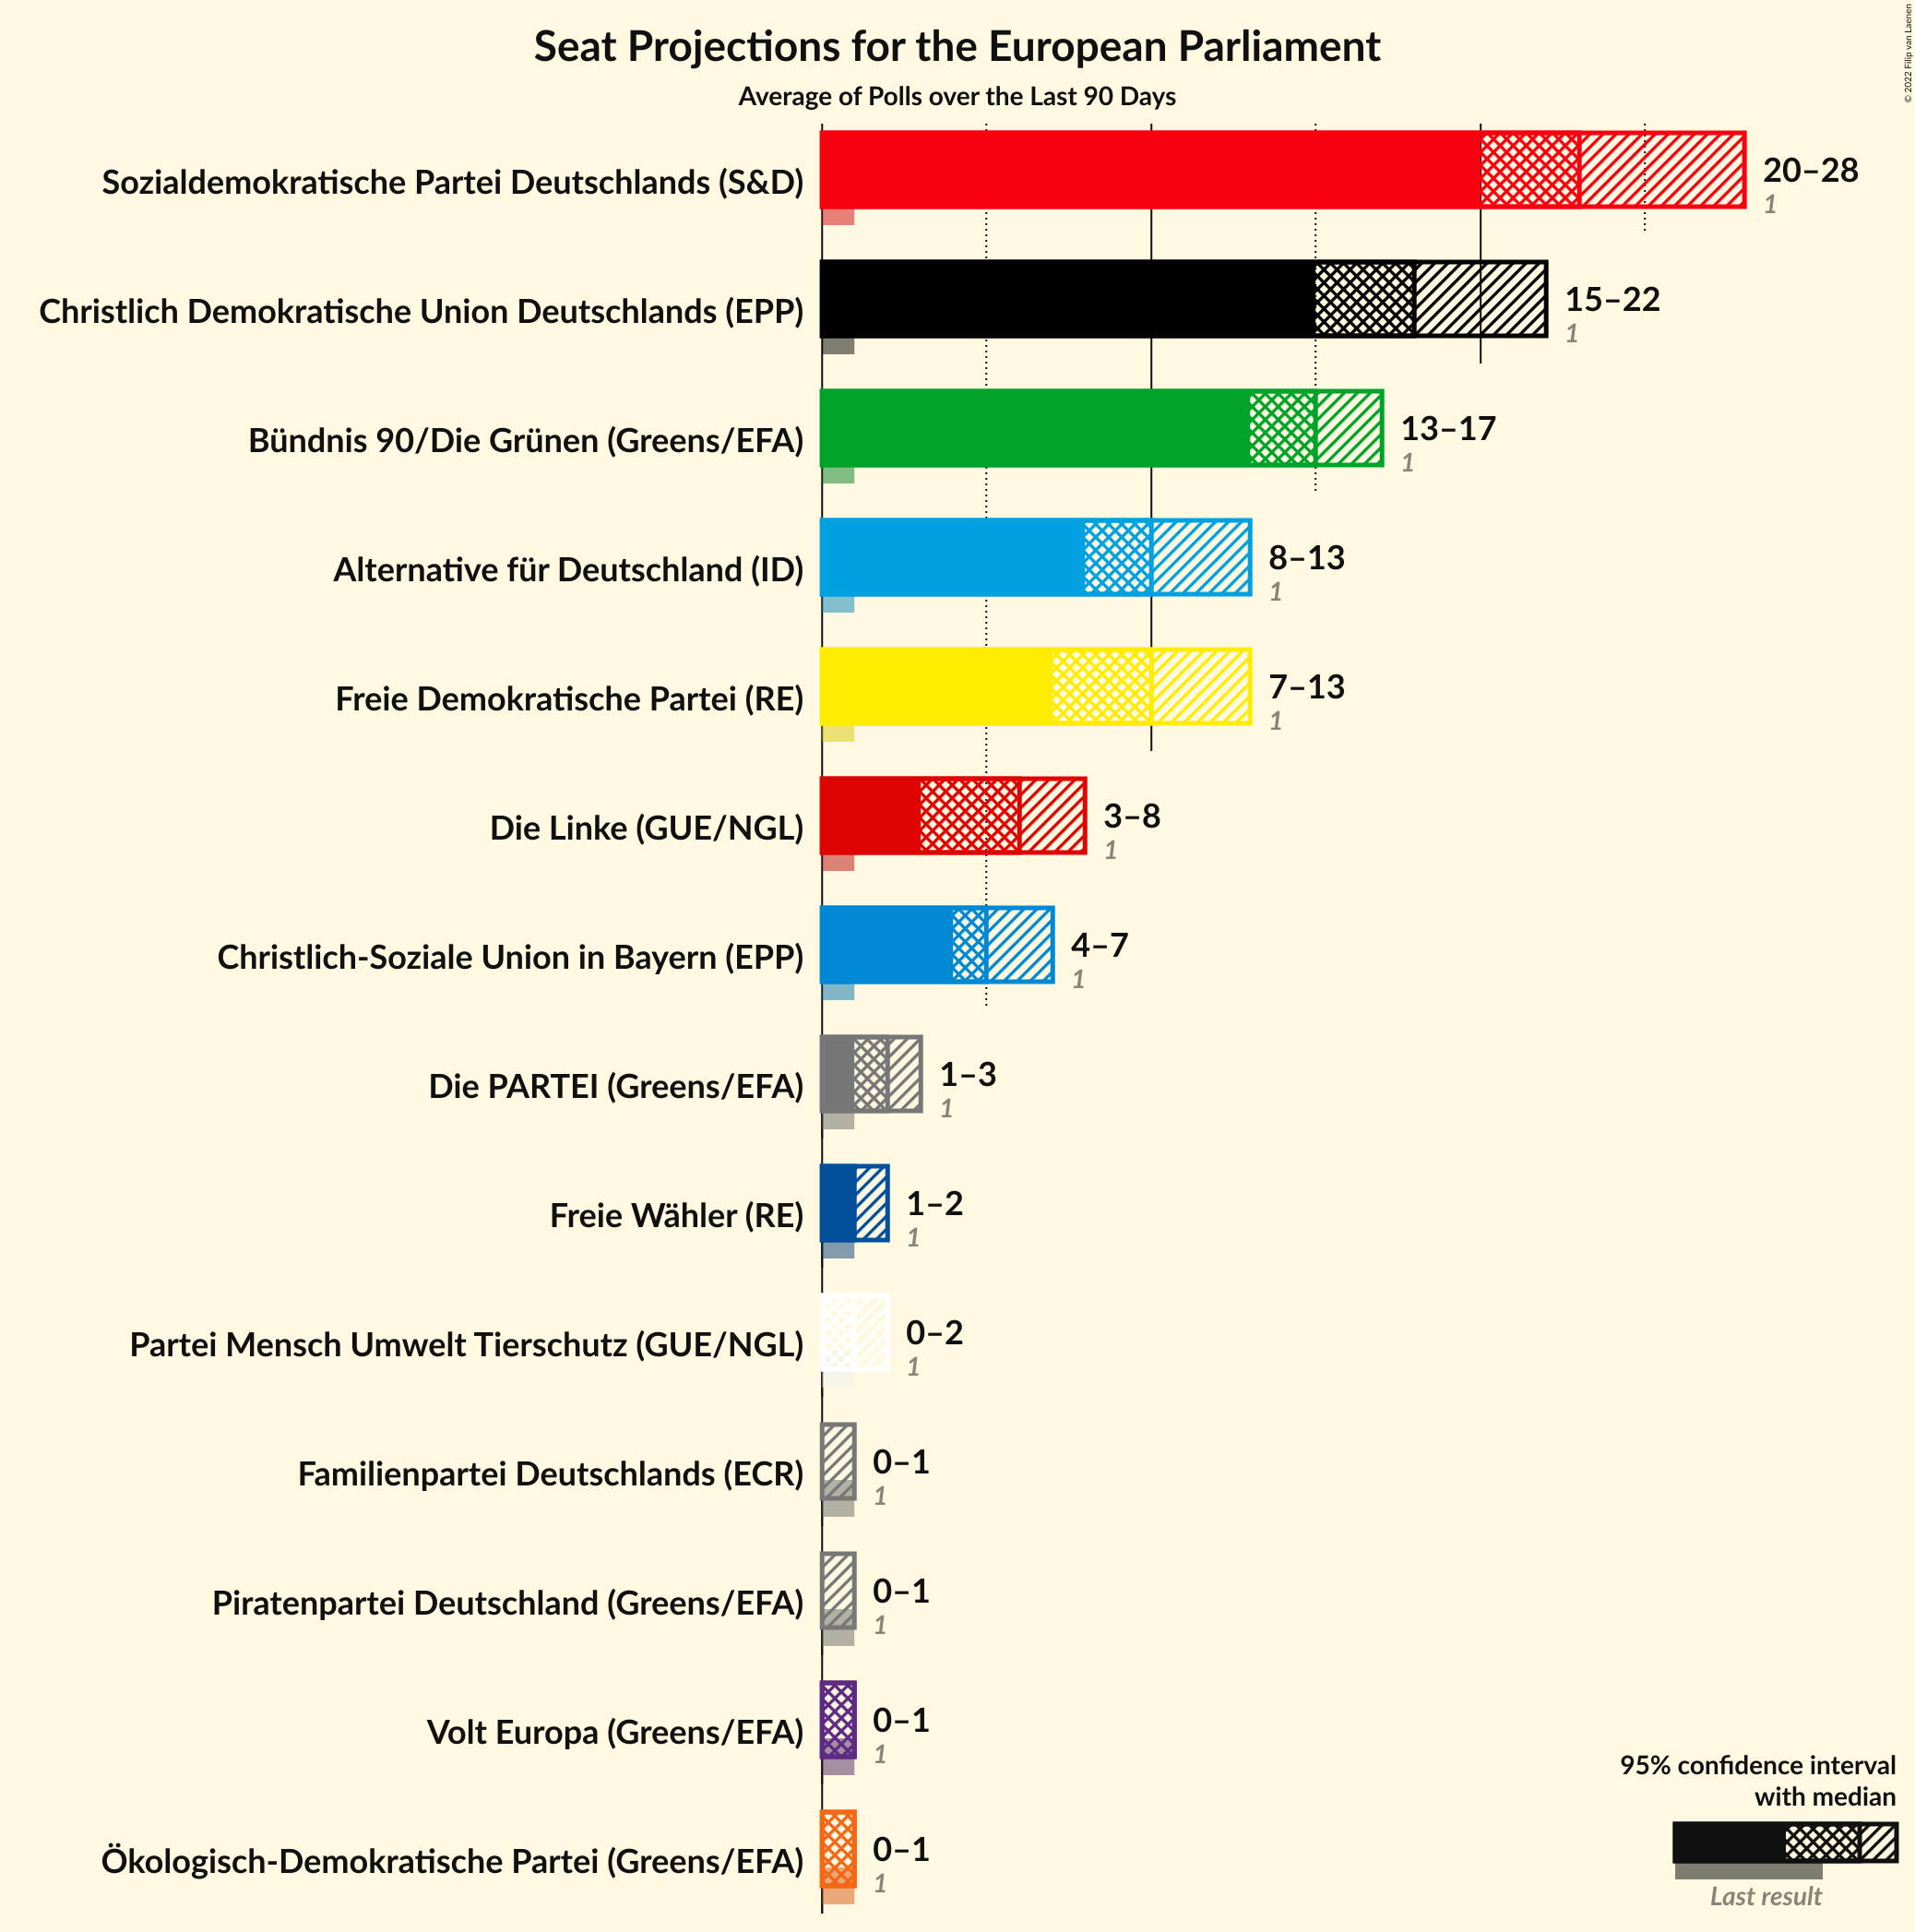 Seat Projections for the European Parliament
Average of Polls over the Last 90 Days
© 2022 Filip van Laenen
Sozialdemokratische Partei Deutschlands (S&D)
20–28
1
Christlich Demokratische Union Deutschlands (EPP)
15–22
1
Bündnis 90/Die Grünen (Greens/EFA)
13–17
1
Alternative für Deutschland (ID)
8–13
1
Freie Demokratische Partei (RE)
7–13
1
Die Linke (GUE/NGL)
3–8
1
Christlich-Soziale Union in Bayern (EPP)
4–7
1
Die PARTEI (Greens/EFA)
1–3
1
Freie Wähler (RE)
1–2
1
Partei Mensch Umwelt Tierschutz (GUE/NGL)
0–2
1
Familienpartei Deutschlands (ECR)
0–1
1
Piratenpartei Deutschland (Greens/EFA)
0–1
1
Volt Europa (Greens/EFA)
0–1
1
Ökologisch-Demokratische Partei (Greens/EFA)
0–1
1
95% confidence interval
with median
Last result